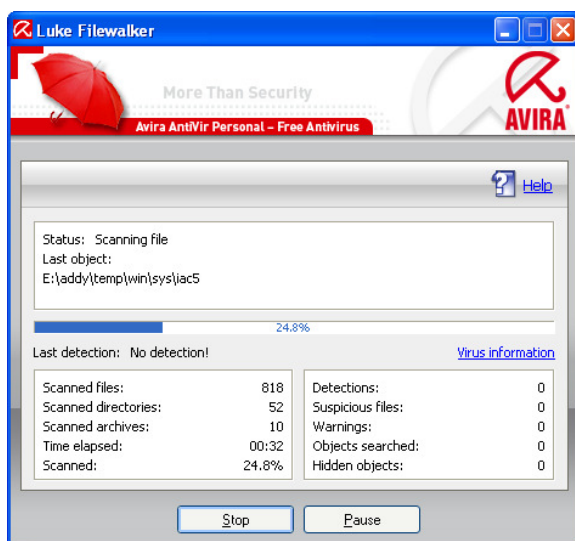 Luke Filewalker
More Than Security
AVIRA
Avira AntiVir Personal – Free Antivirus
Help
Status: Scanning file
Last object:
E:\addy\temp\win\sys\iac5
24.8%
Last detection: No detection!
Virus information
Scanned files: 818
Scanned directories: 52
Scanned archives: 10
Time elapsed: 00:32
Scanned: 24.8%
Detections: 0
Suspicious files: 0
Warnings: 0
Objects searched: 0
Hidden objects: 0
Stop
Pause